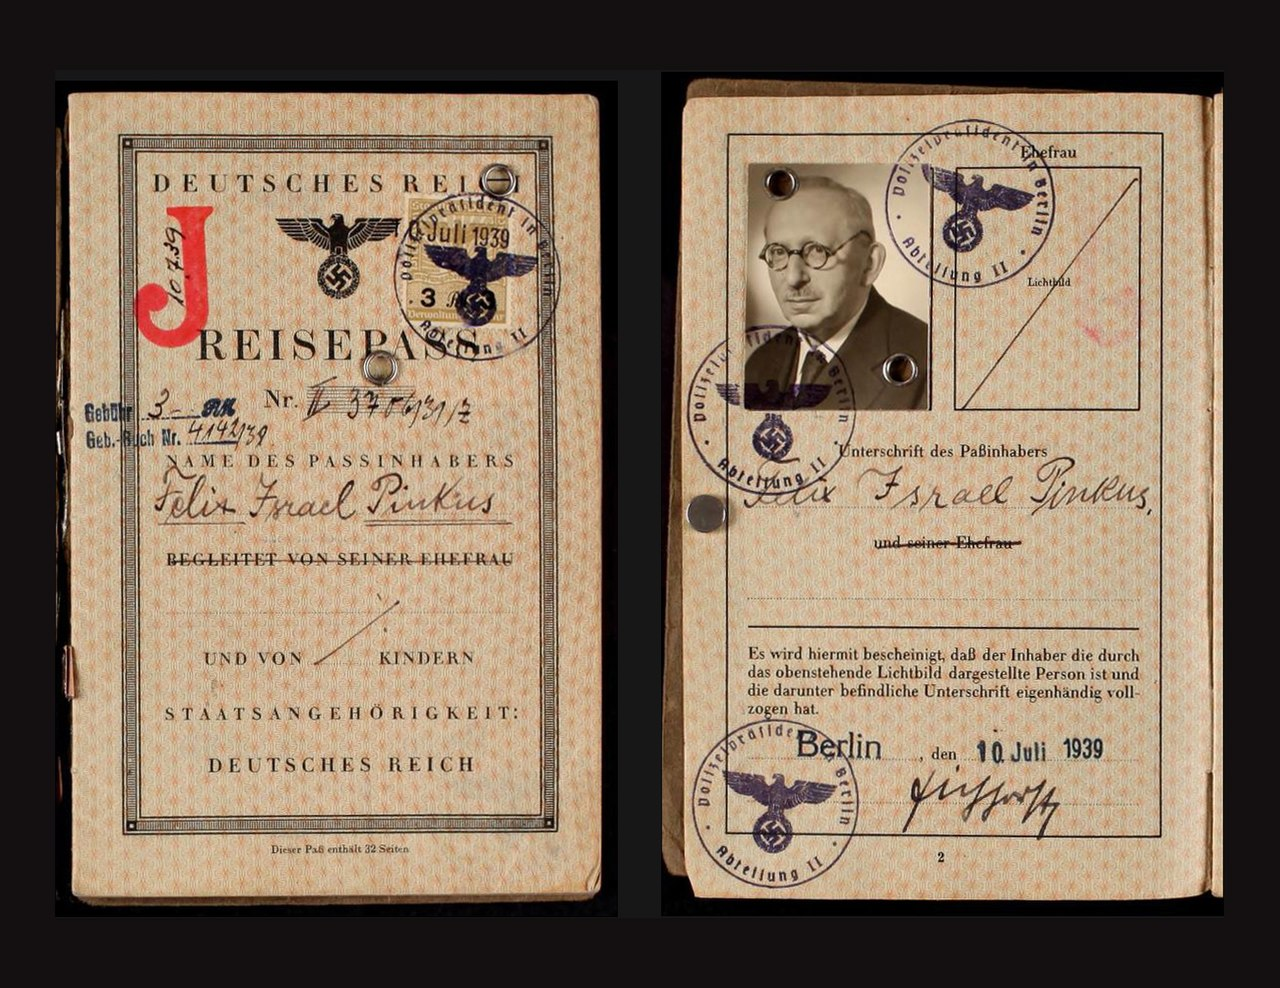 DEUTSCHES REICH
J
10.7.39
Polizeipräsident in Berlin
10 Juli 1939
3
Abteilung II
REISEPASS
Gebühr 3 - RM
Nr. II
Geb.-Buch Nr. 4142/39
NAME DES PASSINHABERS
Felix Israel Pinkus
BEGLEITET VON SEINER EHEFRAU
UND VON KINDERN
STAATSANGEHÖRIGKEIT:
DEUTSCHES REICH
Dieser Paß enthält 32 Seiten
Polizeipräsident in Berlin
Abteilung II
Ehefrau
Lichtbild
Polizeipräsident in Berlin
Abteilung II
Unterschrift des Paßinhabers
Felix Israel Pinkus,
und seiner Ehefrau
Es wird hiermit bescheinigt, daß der Inhaber die durch
das obenstehende Lichtbild dargestellte Person ist und
die darunter befindliche Unterschrift eigenhändig voll-
zogen hat.
Polizeipräsident in Berlin
Berlin, den 10 Juli 1939
Abteilung II
2